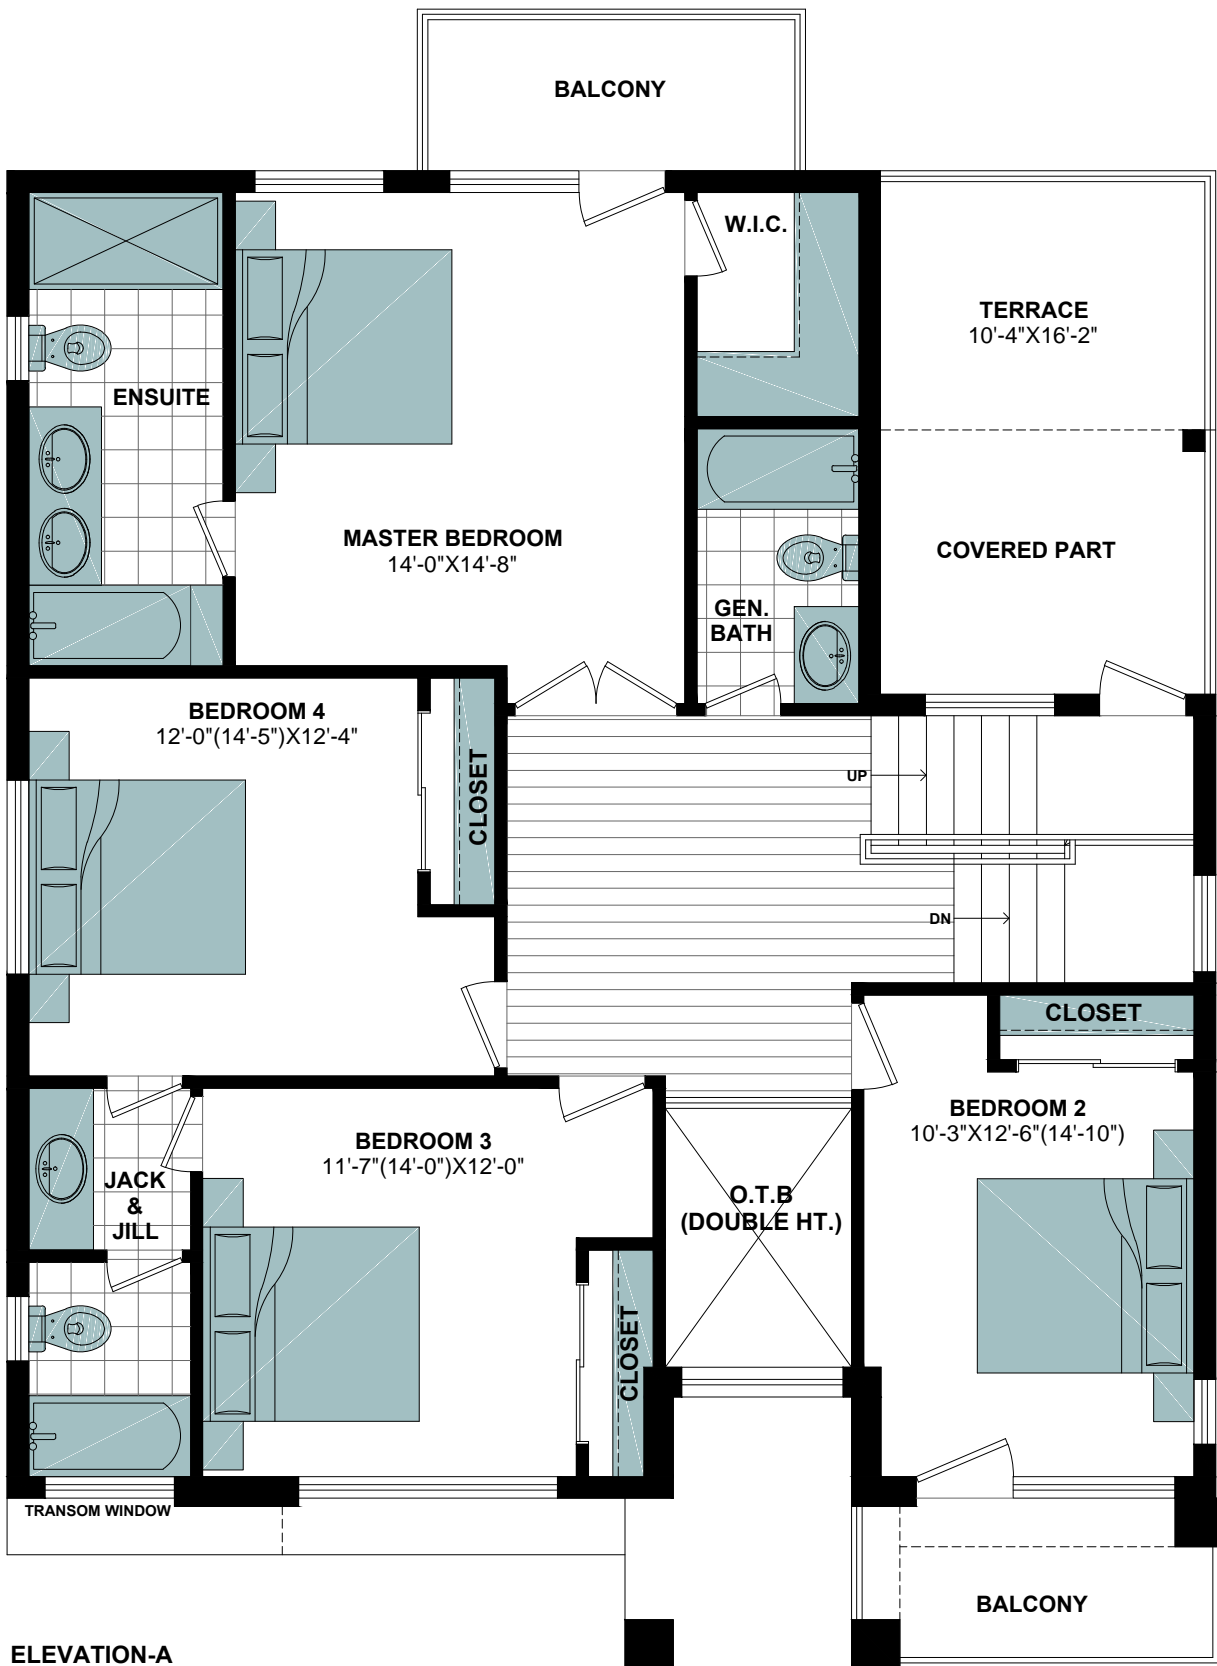 BALCONY
W.I.C.
TERRACE
10'-4"X16'-2"
ENSUITE
MASTER BEDROOM
14'-0"X14'-8"
COVERED PART
GEN.
BATH
BEDROOM 4
12'-0"(14'-5")X12'-4"
CLOSET
UP
DN
CLOSET
BEDROOM 2
10'-3"X12'-6"(14'-10")
BEDROOM 3
11'-7"(14'-0")X12'-0"
JACK
&
JILL
O.T.B
(DOUBLE HT.)
CLOSET
TRANSOM WINDOW
BALCONY
ELEVATION-A